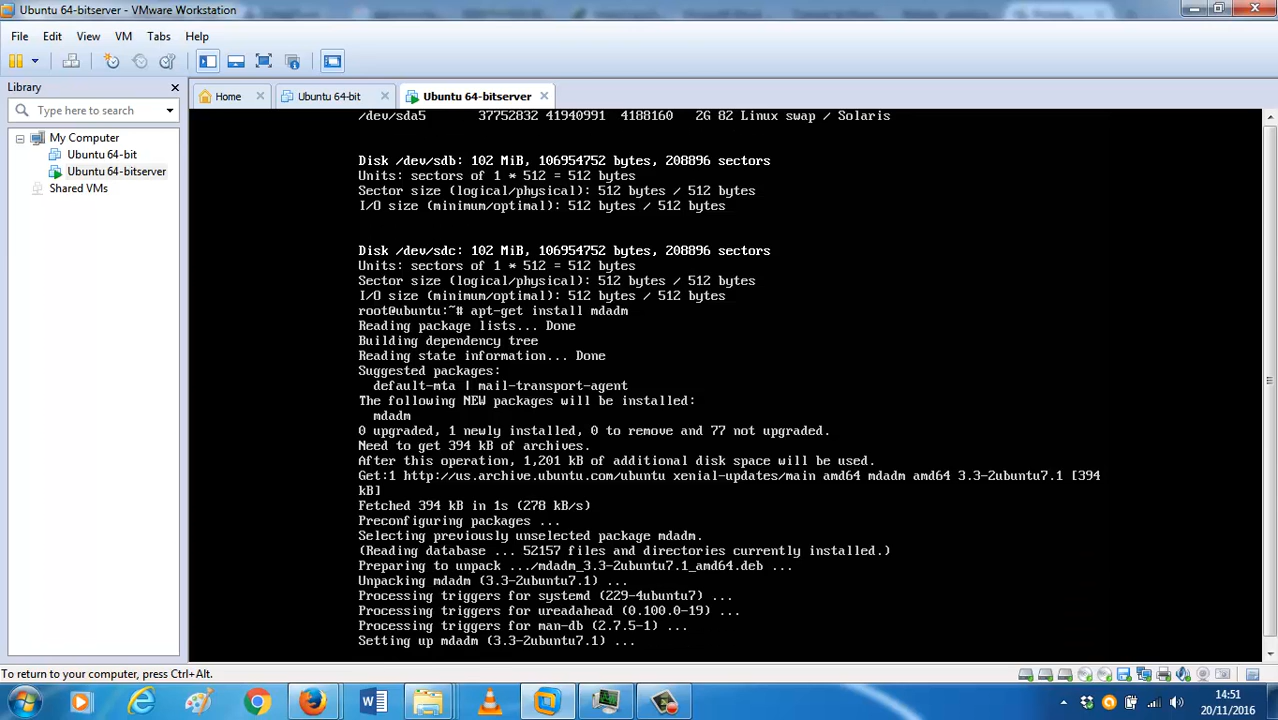 Ubuntu 64-bitserver - VMware Workstation
File Edit View VM Tabs Help
Library
Type here to search
My Computer
Ubuntu 64-bit
Ubuntu 64-bitserver
Shared VMs
Home Ubuntu 64-bit Ubuntu 64-bitserver
/dev/sda5 37752832 41940991 4188160 2G 82 Linux swap / Solaris
Disk /dev/sdb: 102 MiB, 106954752 bytes, 208896 sectors
Units: sectors of 1 * 512 = 512 bytes
Sector size (logical/physical): 512 bytes / 512 bytes
I/O size (minimum/optimal): 512 bytes / 512 bytes
Disk /dev/sdc: 102 MiB, 106954752 bytes, 208896 sectors
Units: sectors of 1 * 512 = 512 bytes
Sector size (logical/physical): 512 bytes / 512 bytes
I/O size (minimum/optimal): 512 bytes / 512 bytes
root@ubuntu:~# apt-get install mdadm
Reading package lists... Done
Building dependency tree
Reading state information... Done
Suggested packages:
default-mta | mail-transport-agent
The following NEW packages will be installed:
mdadm
0 upgraded, 1 newly installed, 0 to remove and 77 not upgraded.
Need to get 394 kB of archives.
After this operation, 1,201 kB of additional disk space will be used.
Get:1 http://us.archive.ubuntu.com/ubuntu xenial-updates/main amd64 mdadm amd64 3.3-2ubuntu7.1 [394
kB]
Fetched 394 kB in 1s (278 kB/s)
Preconfiguring packages ...
Selecting previously unselected package mdadm.
(Reading database ... 52157 files and directories currently installed.)
Preparing to unpack .../mdadm_3.3-2ubuntu7.1_amd64.deb ...
Unpacking mdadm (3.3-2ubuntu7.1) ...
Processing triggers for systemd (229-4ubuntu7) ...
Processing triggers for ureadahead (0.100.0-19) ...
Processing triggers for man-db (2.7.5-1) ...
Setting up mdadm (3.3-2ubuntu7.1) ...
To return to your computer, press Ctrl+Alt.
14:51
20/11/2016